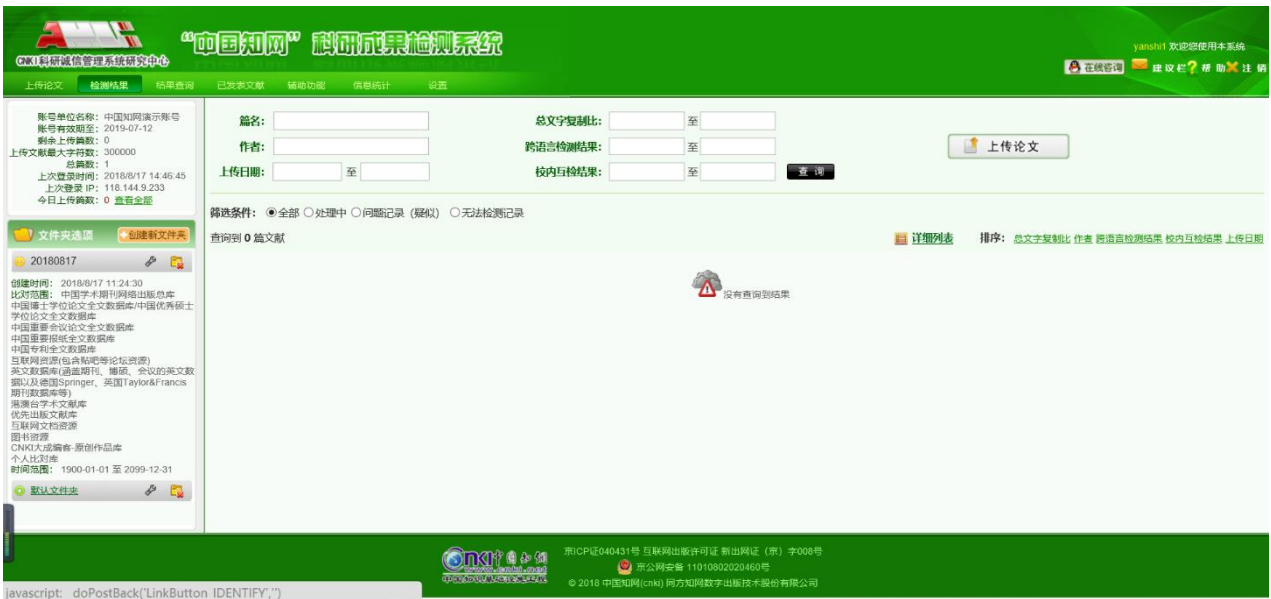 AMLC
CNKI科研诚信管理系统研究中心
“中国知网” 科研成果检测系统
yanshi1 欢迎您使用本系统
在线咨询 建议栏 帮助 注销
上传论文 检测结果 结果查询 已发表文献 辅助功能 信息统计 设置
账号单位名称: 中国知网演示账号
账号有效期至: 2019-07-12
剩余上传篇数: 0
上传文献最大字符数: 300000
总篇数: 1
上次登录时间: 2018/8/17 14:46:45
上次登录 IP: 118.144.9.233
今日上传篇数: 0 查看全部
篇名: 总文字复制比: 至
作者: 跨语言检测结果: 至
上传日期: 至 校内互检结果: 至 查 询
上传论文
筛选条件: 全部 处理中 问题记录 (疑似) 无法检测记录
查询到 0 篇文献 详细列表 排序: 总文字复制比 作者 跨语言检测结果 校内互检结果 上传日期
没有查询到结果
文件夹选项 创建新文件夹
20180817
创建时间: 2018/8/17 11:24:30
比对范围: 中国学术期刊网络出版总库
中国博士学位论文全文数据库/中国优秀硕士
学位论文全文数据库
中国重要会议论文全文数据库
中国重要报纸全文数据库
中国专利全文数据库
互联网资源(包含贴吧等论坛资源)
英文数据库(涵盖期刊、博硕、会议的英文数
据以及德国Springer、英国Taylor&Francis
期刊数据库等)
港澳台学术文献库
优先出版文献库
互联网文档资源
图书资源
CNKI大成编客-原创作品库
个人比对库
时间范围: 1900-01-01 至 2099-12-31
默认文件夹
cnki 中国知网
www.cnki.net
京ICP证040431号 互联网出版许可证 新出网证 (京) 字008号
京公网安备 11010802020460号
© 2018 中国知网(cnki) 同方知网数字出版技术股份有限公司
javascript:__doPostBack('LinkButton_IDENTIFY','')